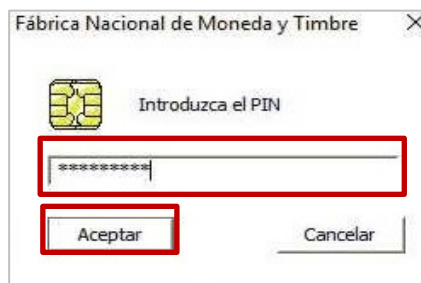 Fábrica Nacional de Moneda y Timbre
Introduzca el PIN
*********
Aceptar
Cancelar